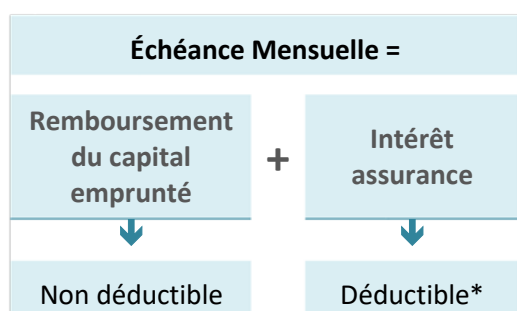 Échéance Mensuelle =
Remboursement
du capital
emprunté
+
Intérêt
assurance
Non déductible
Déductible*